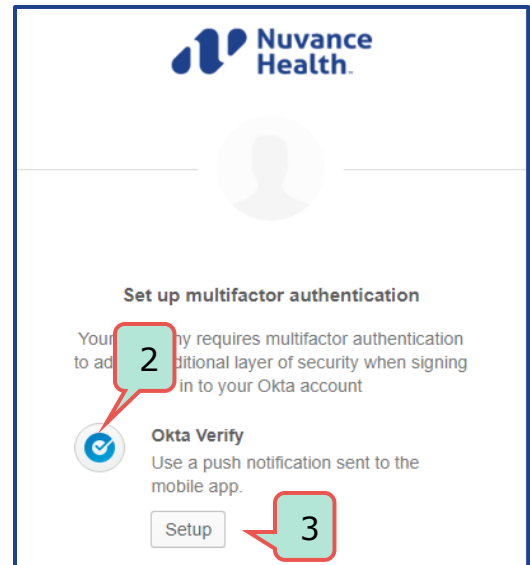 Nuvance
Health.
Set up multifactor authentication
Your ny requires multifactor authentication
to ad ditional layer of security when signing
in to your Okta account
2
Okta Verify
Use a push notification sent to the
mobile app.
Setup
3